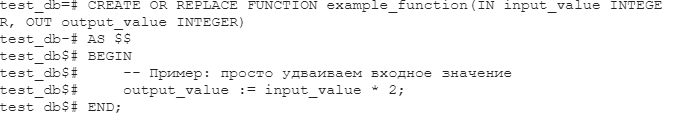 test_db=# CREATE OR REPLACE FUNCTION example_function(IN input_value INTEGE
R, OUT output_value INTEGER)
test_db-# AS $$
test_db$# BEGIN
test_db$#     -- Пример: просто удваиваем входное значение
test_db$#     output_value := input_value * 2;
test_db$# END;